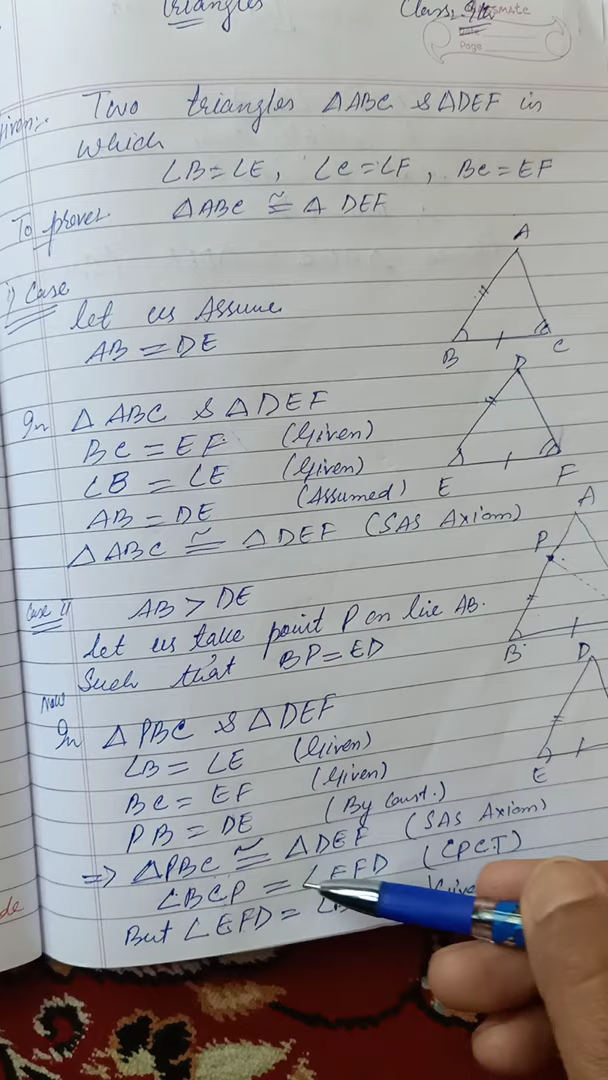 triangles
Class 9th
Date
Page
Two triangles △ABC & △DEF in
which
∠B=∠E, ∠C=∠F, BC=EF
To prove:- △ABC ≅ △ DEF
i) Case
let us Assume
AB = DE
A
B
C
In △ ABC & △DEF
BC = EF (Given)
∠B = ∠E (Given)
AB = DE (Assumed)
△ABC ≅ △DEF (SAS Axiom)
D
E
F
Case II AB > DE
let us take point P on line AB.
Such that BP=ED
A
P
B
Now
In △PBC & △DEF
∠B = ∠E (Given)
BC = EF (Given)
PB = DE (By Const.)
⇒ △PBC ≅ △DEF (SAS Axiom)
∠BCP = ∠EFD (CPCT)
But ∠EFD =
D
E